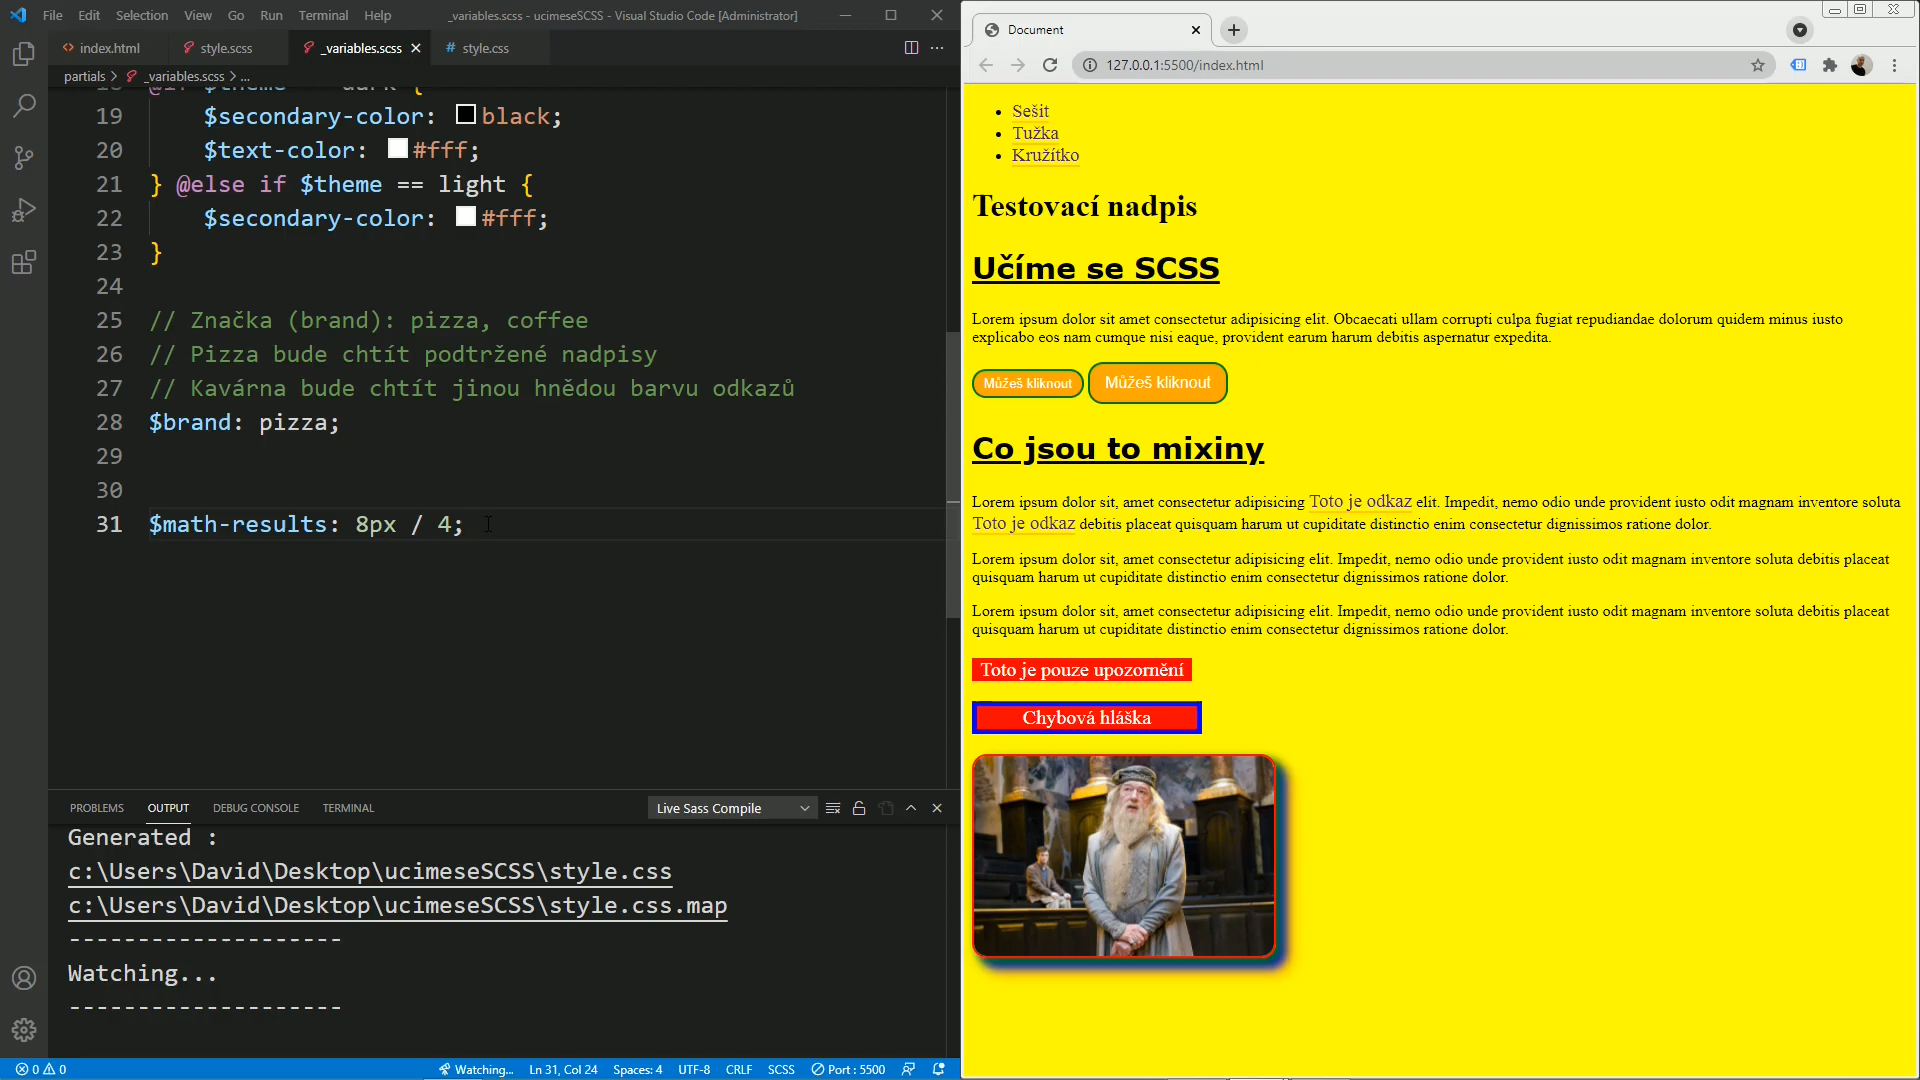 File Edit Selection View Go Run Terminal Help
_variables.scss - ucimeseSCSS - Visual Studio Code [Administrator]
index.html style.scss _variables.scss # style.css
partials > _variables.scss > ...
19 $secondary-color: black;
20 $text-color: #fff;
21 } @else if $theme == light {
22 $secondary-color: #fff;
23 }
24
25 // Značka (brand): pizza, coffee
26 // Pizza bude chtít podtržené nadpisy
27 // Kavárna bude chtít jinou hnědou barvu odkazů
28 $brand: pizza;
29
30
31 $math-results: 8px / 4;
PROBLEMS OUTPUT DEBUG CONSOLE TERMINAL
Live Sass Compile
Generated :
c:\Users\David\Desktop\ucimeseSCSS\style.css
c:\Users\David\Desktop\ucimeseSCSS\style.css.map
--------------------
Watching...
--------------------
0 0 Watching... Ln 31, Col 24 Spaces: 4 UTF-8 CRLF SCSS Port : 5500
Document
127.0.0.1:5500/index.html
• Sešit
• Tužka
• Kružítko
Testovací nadpis
Učíme se SCSS
Lorem ipsum dolor sit amet consectetur adipisicing elit. Obcaecati ullam corrupti culpa fugiat repudiandae dolorum quidem minus iusto
explicabo eos nam cumque nisi eaque, provident earum harum debitis aspernatur expedita.
Můžeš kliknout Můžeš kliknout
Co jsou to mixiny
Lorem ipsum dolor sit, amet consectetur adipisicing Toto je odkaz elit. Impedit, nemo odio unde provident iusto odit magnam inventore soluta
Toto je odkaz debitis placeat quisquam harum ut cupiditate distinctio enim consectetur dignissimos ratione dolor.
Lorem ipsum dolor sit, amet consectetur adipisicing elit. Impedit, nemo odio unde provident iusto odit magnam inventore soluta debitis placeat
quisquam harum ut cupiditate distinctio enim consectetur dignissimos ratione dolor.
Lorem ipsum dolor sit, amet consectetur adipisicing elit. Impedit, nemo odio unde provident iusto odit magnam inventore soluta debitis placeat
quisquam harum ut cupiditate distinctio enim consectetur dignissimos ratione dolor.
Toto je pouze upozornění
Chybová hláška